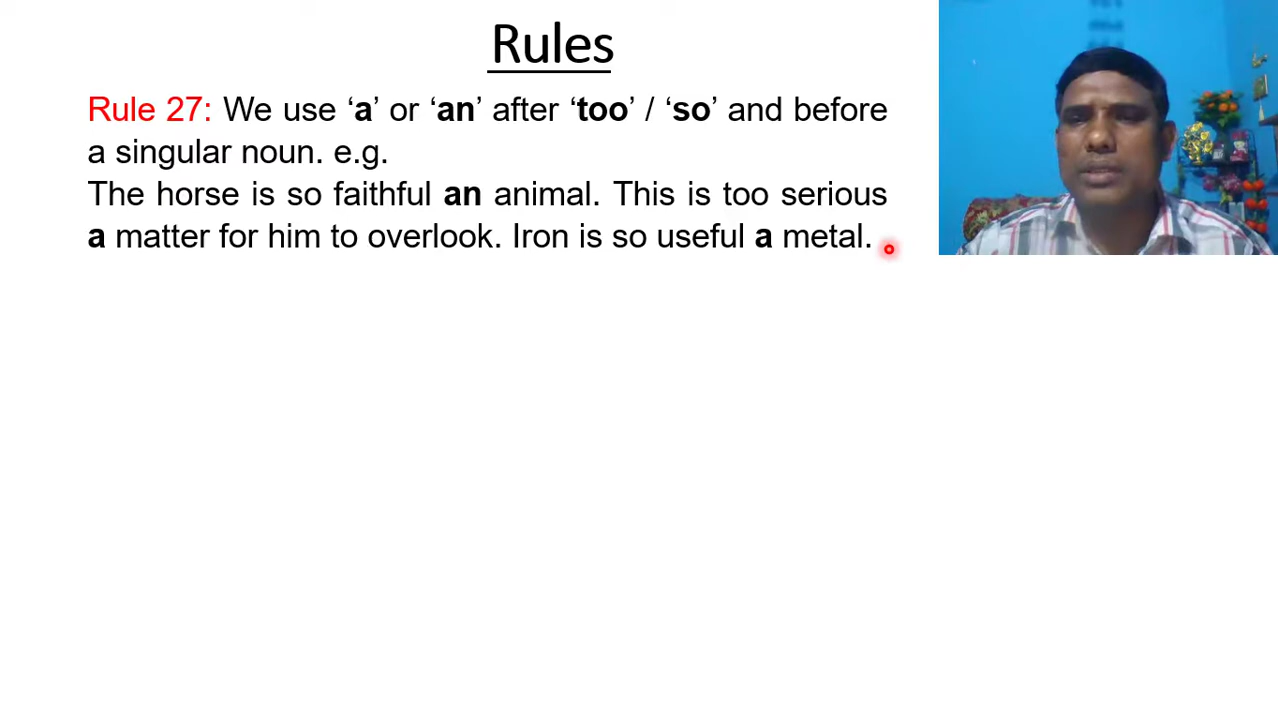 Rules
Rule 27: We use ‘a’ or ‘an’ after ‘too’ / ‘so’ and before
a singular noun. e.g.
The horse is so faithful an animal. This is too serious
a matter for him to overlook. Iron is so useful a metal.